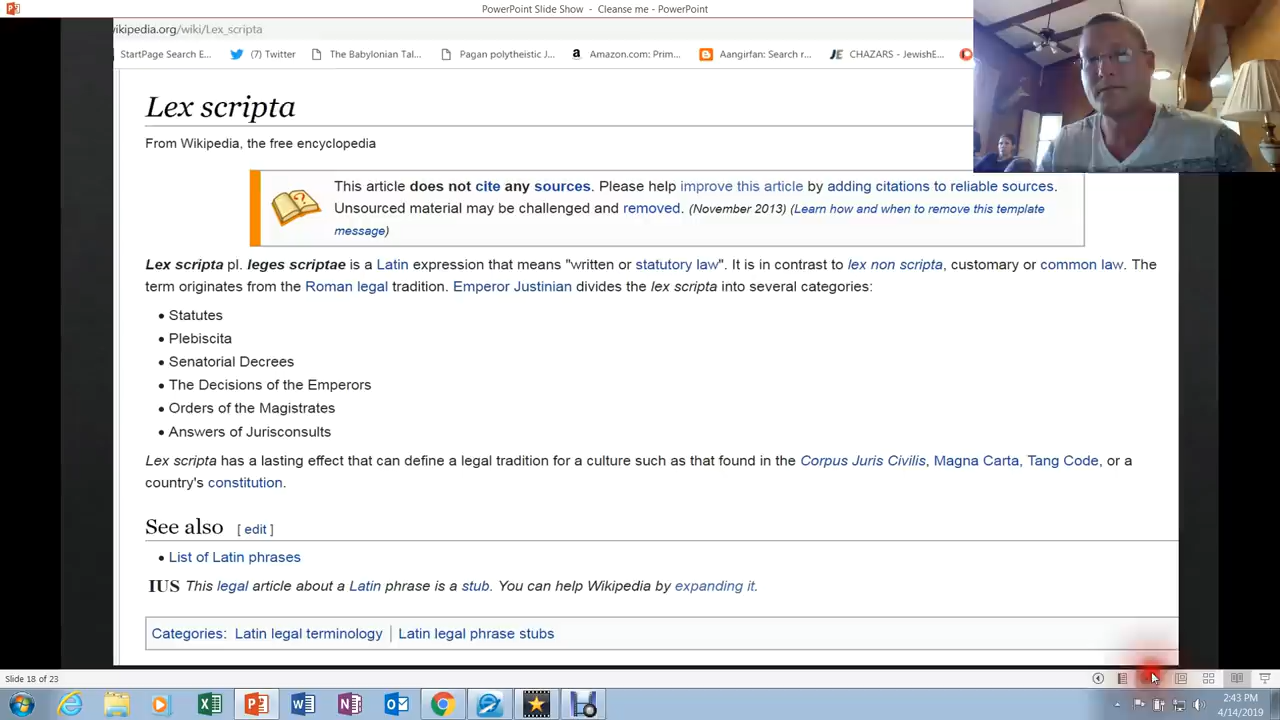 PowerPoint Slide Show - Cleanse me - PowerPoint
ikipedia.org/wiki/Lex_scripta
StartPage Search E... (7) Twitter The Babylonian Tal... Pagan polytheistic J... Amazon.com: Prim... Aangirfan: Search r... CHAZARS - JewishE...
Lex scripta
From Wikipedia, the free encyclopedia
This article does not cite any sources. Please help improve this article by adding citations to reliable sources.
Unsourced material may be challenged and removed. (November 2013) (Learn how and when to remove this template
message)
Lex scripta pl. leges scriptae is a Latin expression that means "written or statutory law". It is in contrast to lex non scripta, customary or common law. The
term originates from the Roman legal tradition. Emperor Justinian divides the lex scripta into several categories:
• Statutes
• Plebiscita
• Senatorial Decrees
• The Decisions of the Emperors
• Orders of the Magistrates
• Answers of Jurisconsults
Lex scripta has a lasting effect that can define a legal tradition for a culture such as that found in the Corpus Juris Civilis, Magna Carta, Tang Code, or a
country's constitution.
See also [ edit ]
• List of Latin phrases
IUS This legal article about a Latin phrase is a stub. You can help Wikipedia by expanding it.
Categories: Latin legal terminology | Latin legal phrase stubs
Slide 18 of 23
2:43 PM
4/14/2019